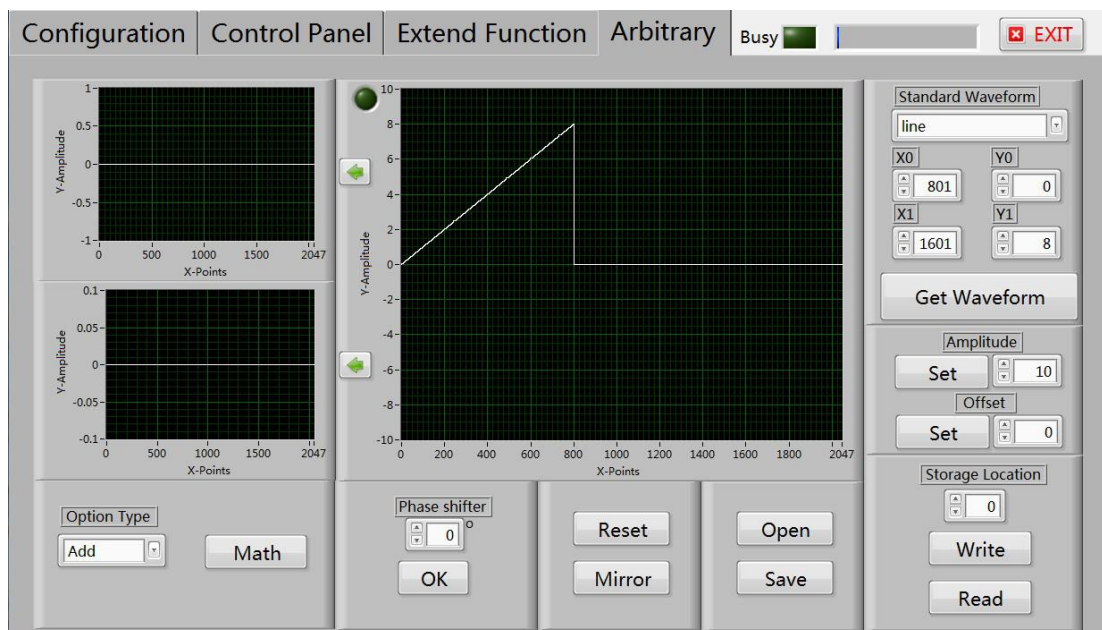 Configuration Control Panel Extend Function Arbitrary Busy EXIT
1
0.5
0
-0.5
-1
Y-Amplitude
0 500 1000 1500 2047
X-Points
0.1
0.05
0
-0.05
-0.1
Y-Amplitude
0 500 1000 1500 2047
X-Points
10
8
6
4
2
0
-2
-4
-6
-8
-10
Y-Amplitude
0 200 400 600 800 1000 1200 1400 1600 1800 2047
X-Points
Standard Waveform
line
X0 Y0
801 0
X1 Y1
1601 8
Get Waveform
Amplitude
Set 10
Offset
Set 0
Storage Location
0
Write
Read
Option Type
Add Math
Phase shifter
0 °
OK
Reset
Mirror
Open
Save